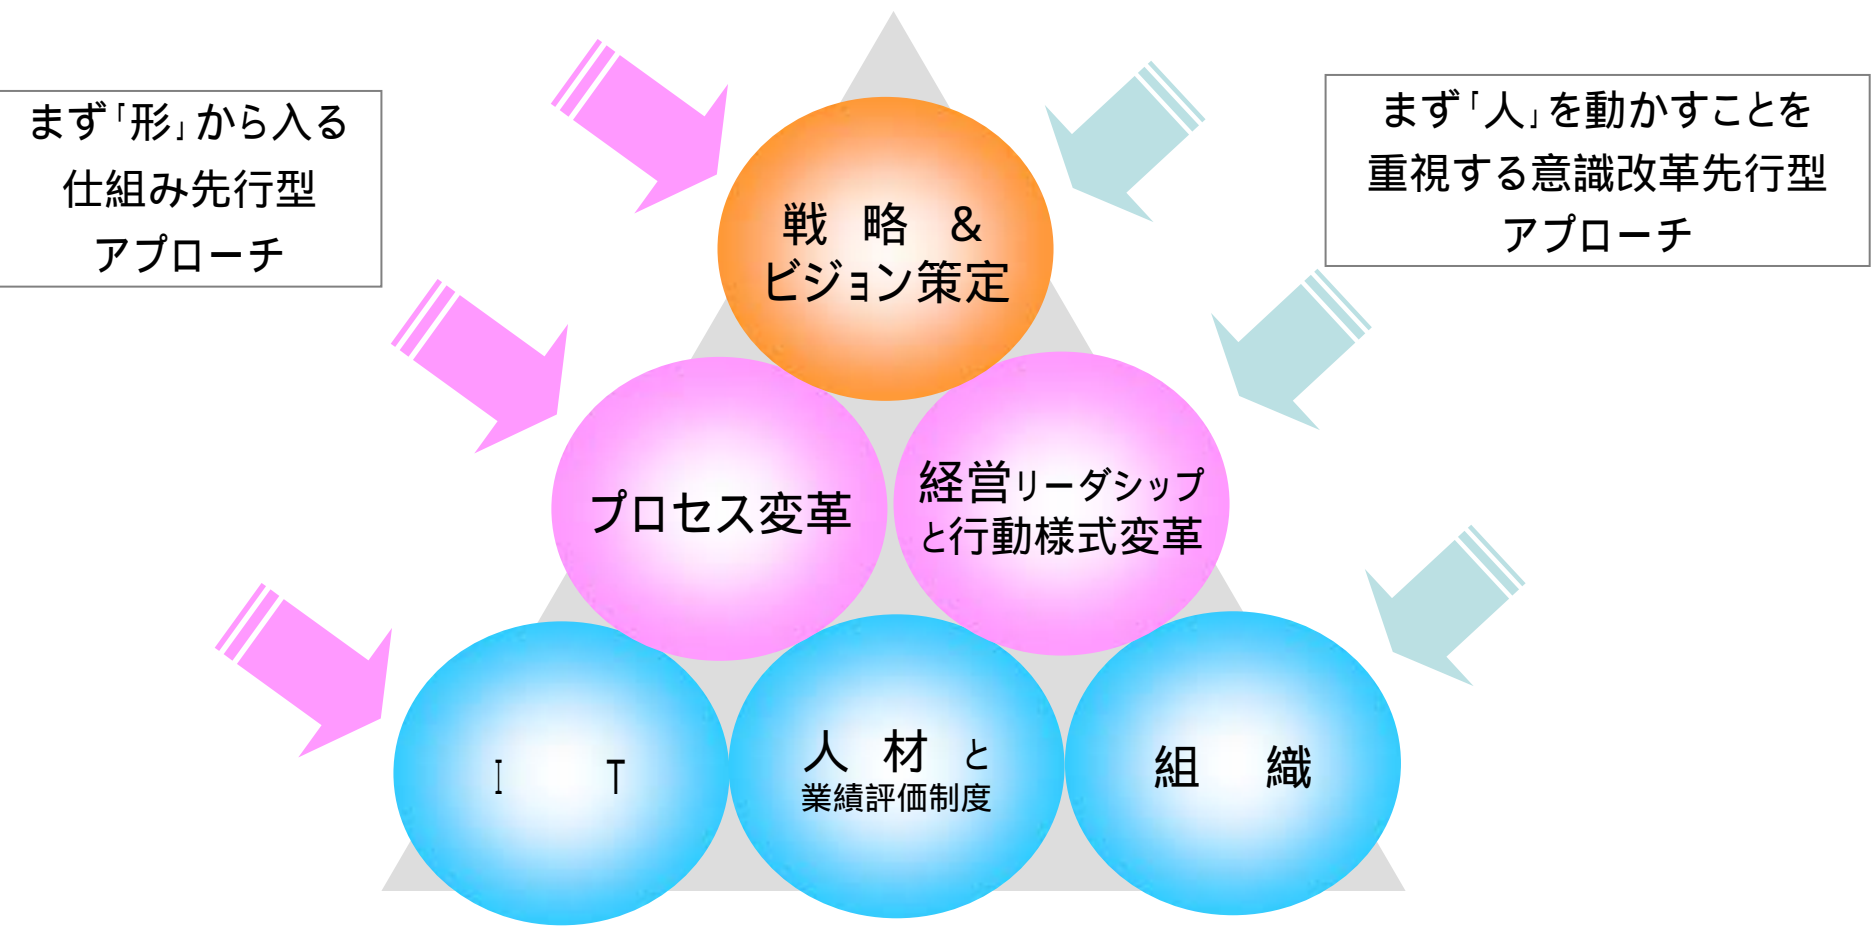 まず「形」から入る
仕組み先行型
アプローチ
まず「人」を動かすことを
重視する意識改革先行型
アプローチ
戦 略 &
ビジョン策定
プロセス変革
経営リーダシップ
と行動様式変革
I T
人 材 と
業績評価制度
組 織